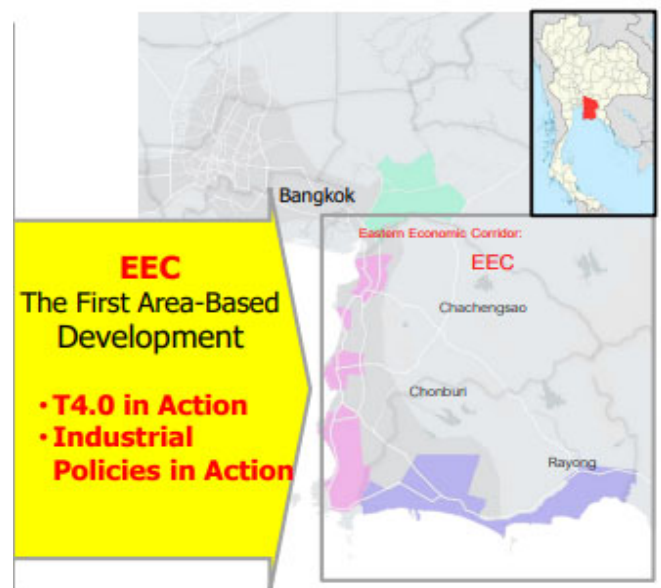 Bangkok
Eastern Economic Corridor:
EEC
Chachengsao
Chonburi
Rayong
EEC
The First Area-Based
Development
• T4.0 in Action
• Industrial
Policies in Action